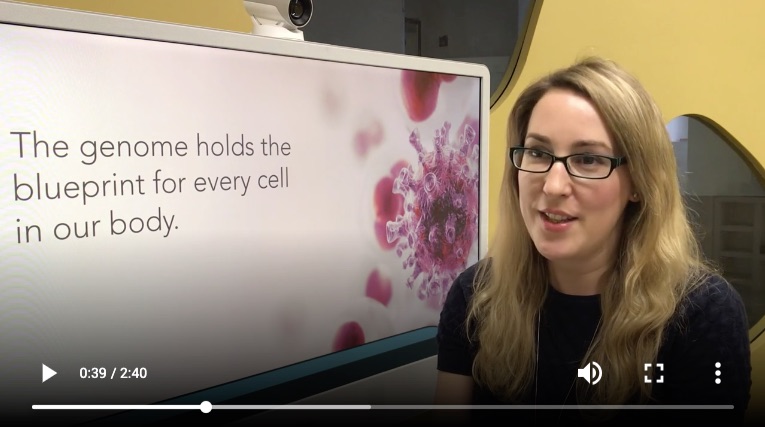 The genome holds the
blueprint for every cell
in our body.
0:39 / 2:40